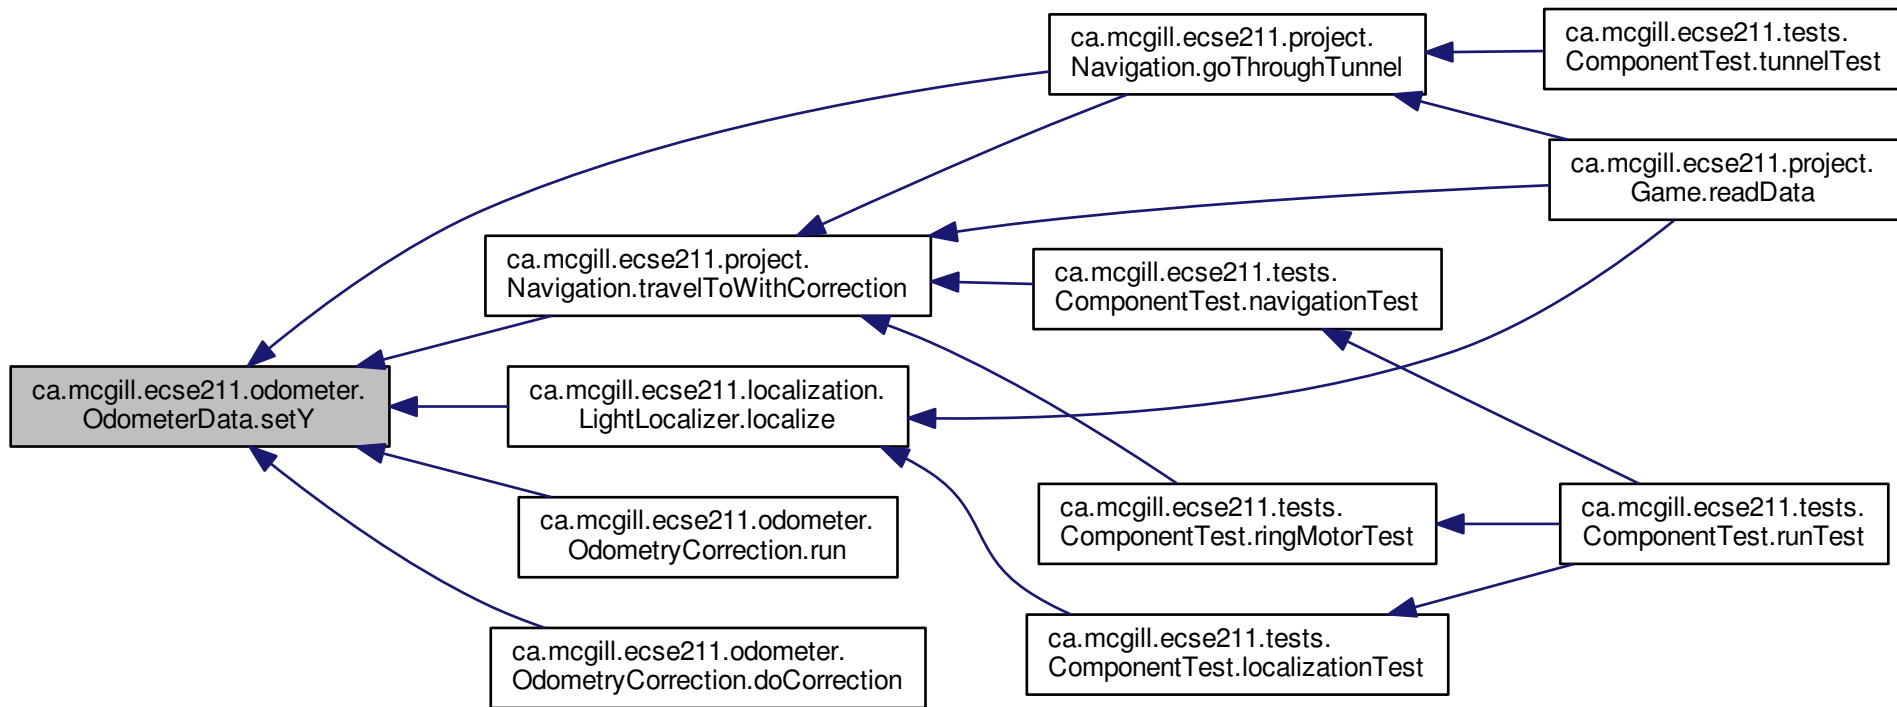 ca.mcgill.ecse211.odometer.
OdometerData.setY
ca.mcgill.ecse211.project.
Navigation.goThroughTunnel
ca.mcgill.ecse211.tests.
ComponentTest.tunnelTest
ca.mcgill.ecse211.project.
Game.readData
ca.mcgill.ecse211.project.
Navigation.travelToWithCorrection
ca.mcgill.ecse211.tests.
ComponentTest.navigationTest
ca.mcgill.ecse211.localization.
LightLocalizer.localize
ca.mcgill.ecse211.odometer.
OdometryCorrection.run
ca.mcgill.ecse211.tests.
ComponentTest.ringMotorTest
ca.mcgill.ecse211.tests.
ComponentTest.runTest
ca.mcgill.ecse211.odometer.
OdometryCorrection.doCorrection
ca.mcgill.ecse211.tests.
ComponentTest.localizationTest